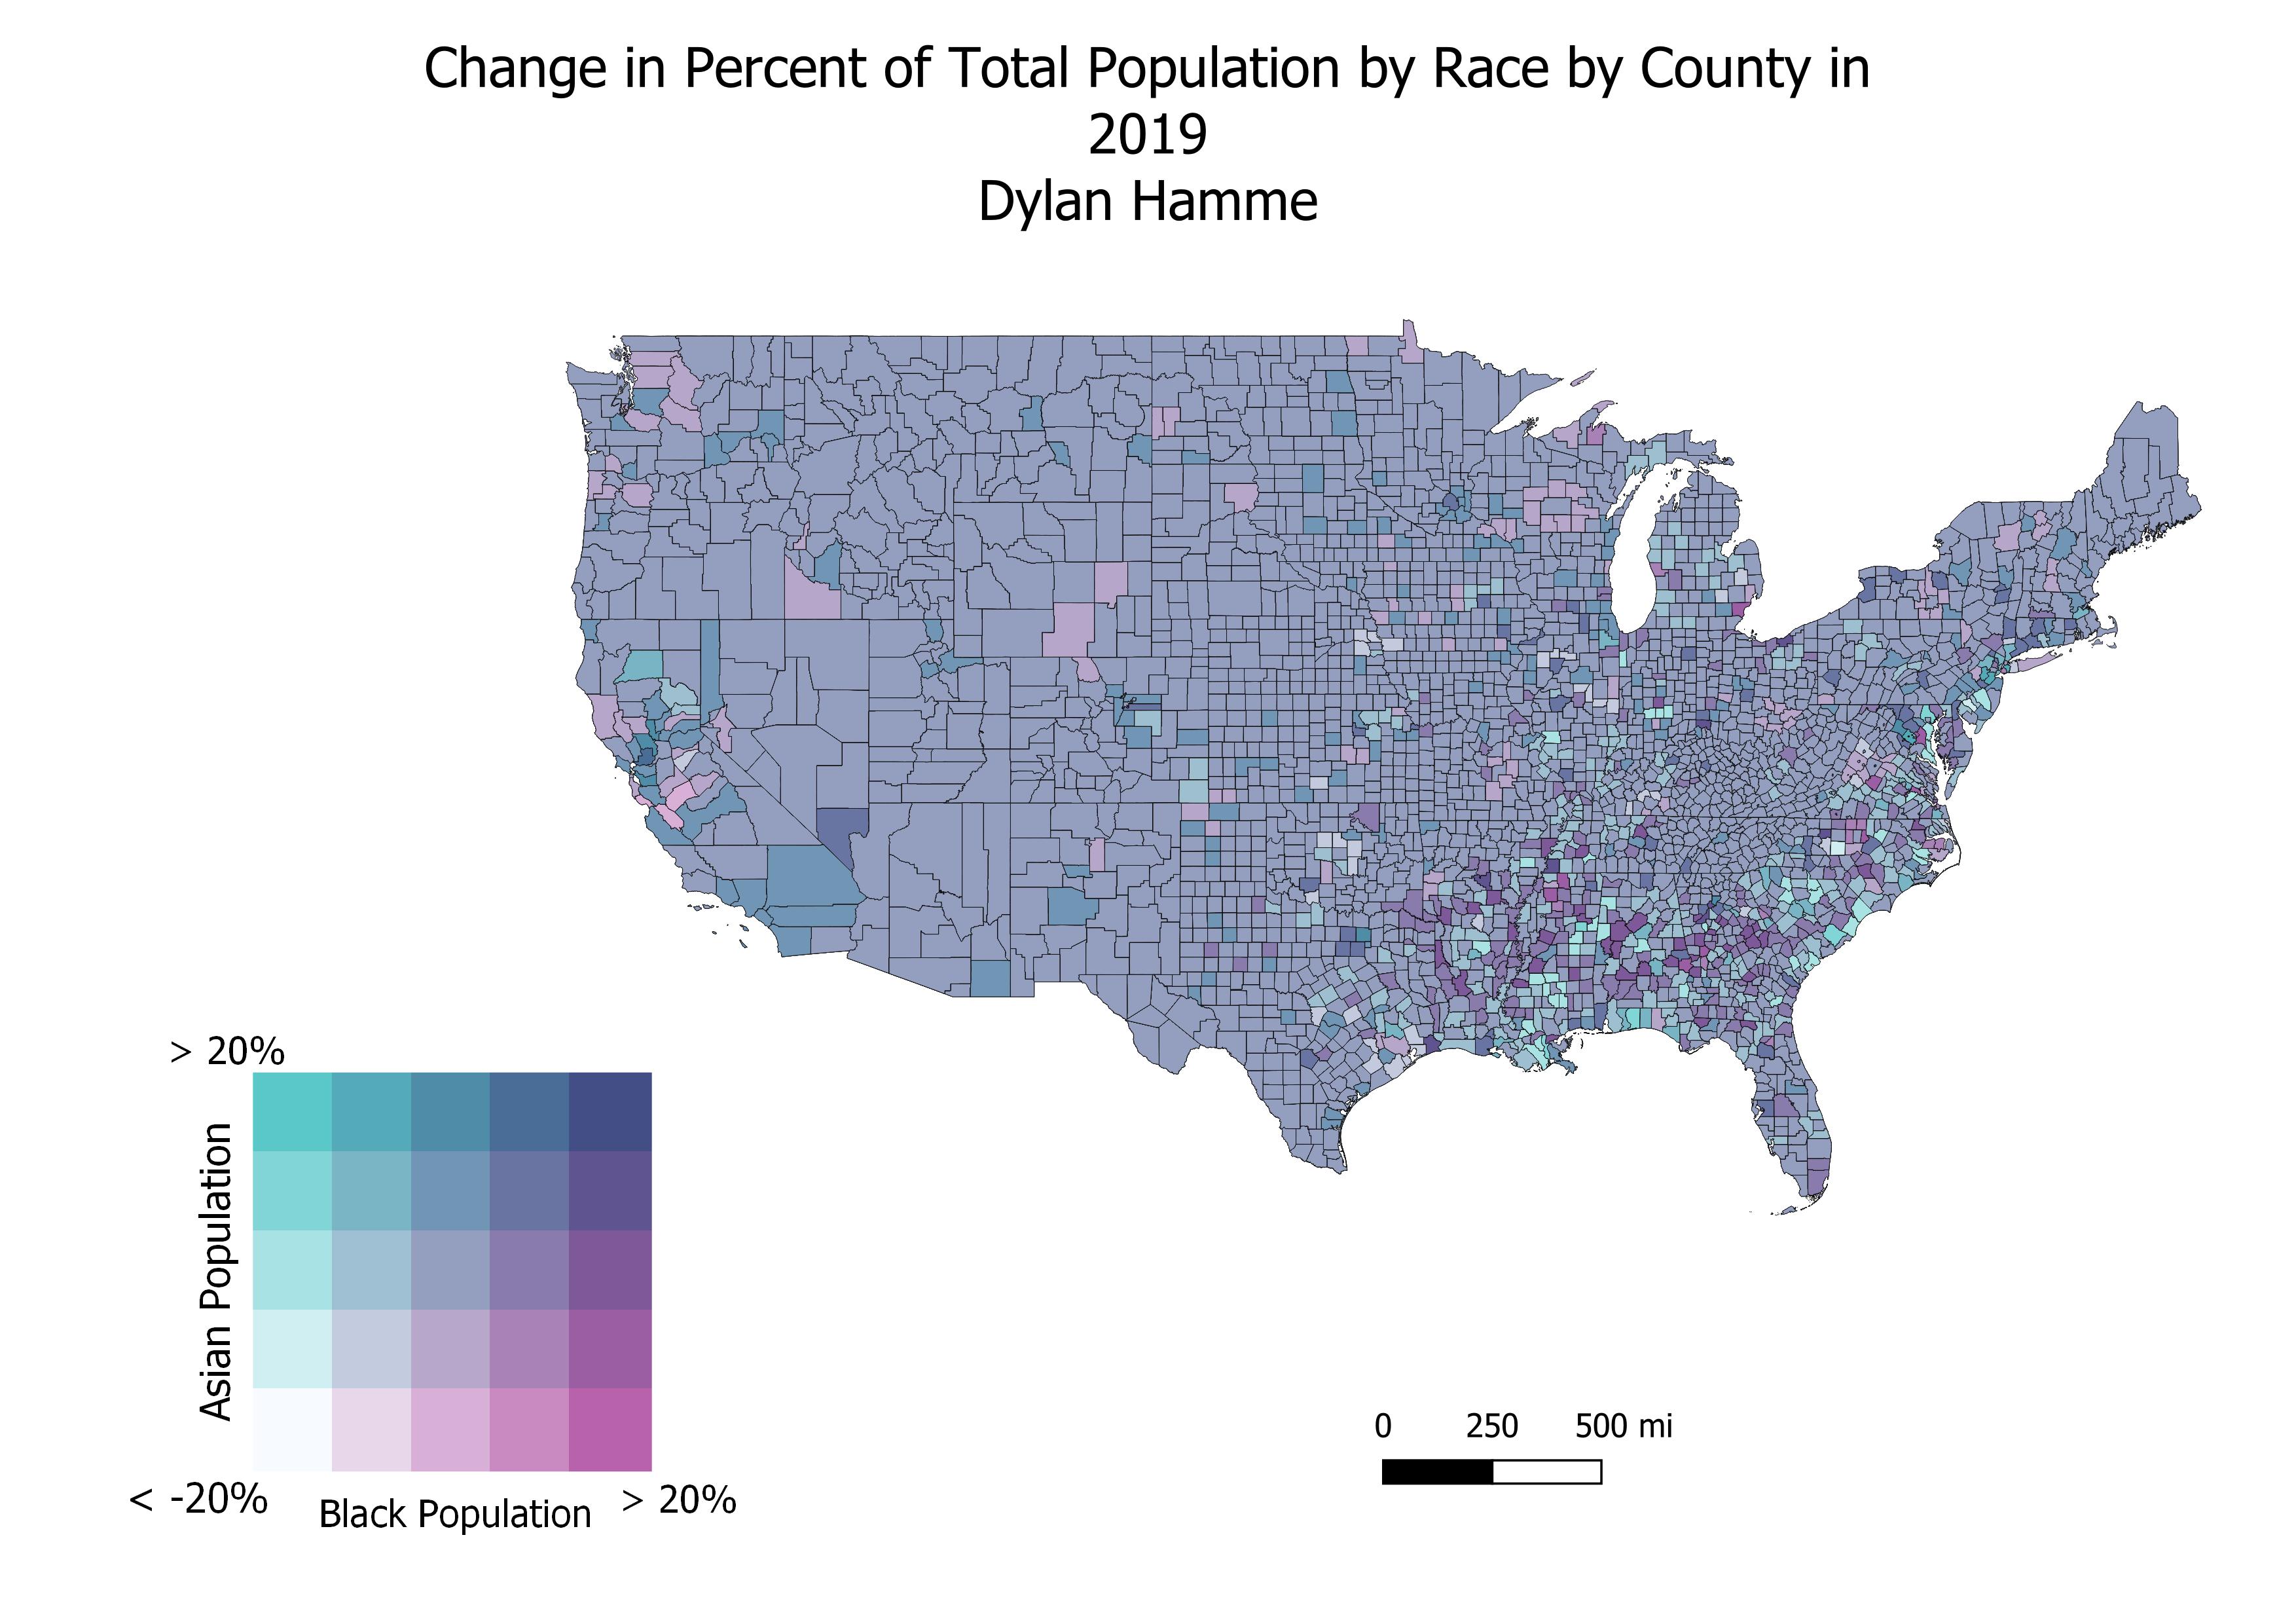 Change in Percent of Total Population by Race by County in
2019
Dylan Hamme
> 20%
Asian Population
< -20%
Black Population
> 20%
0 250 500 mi